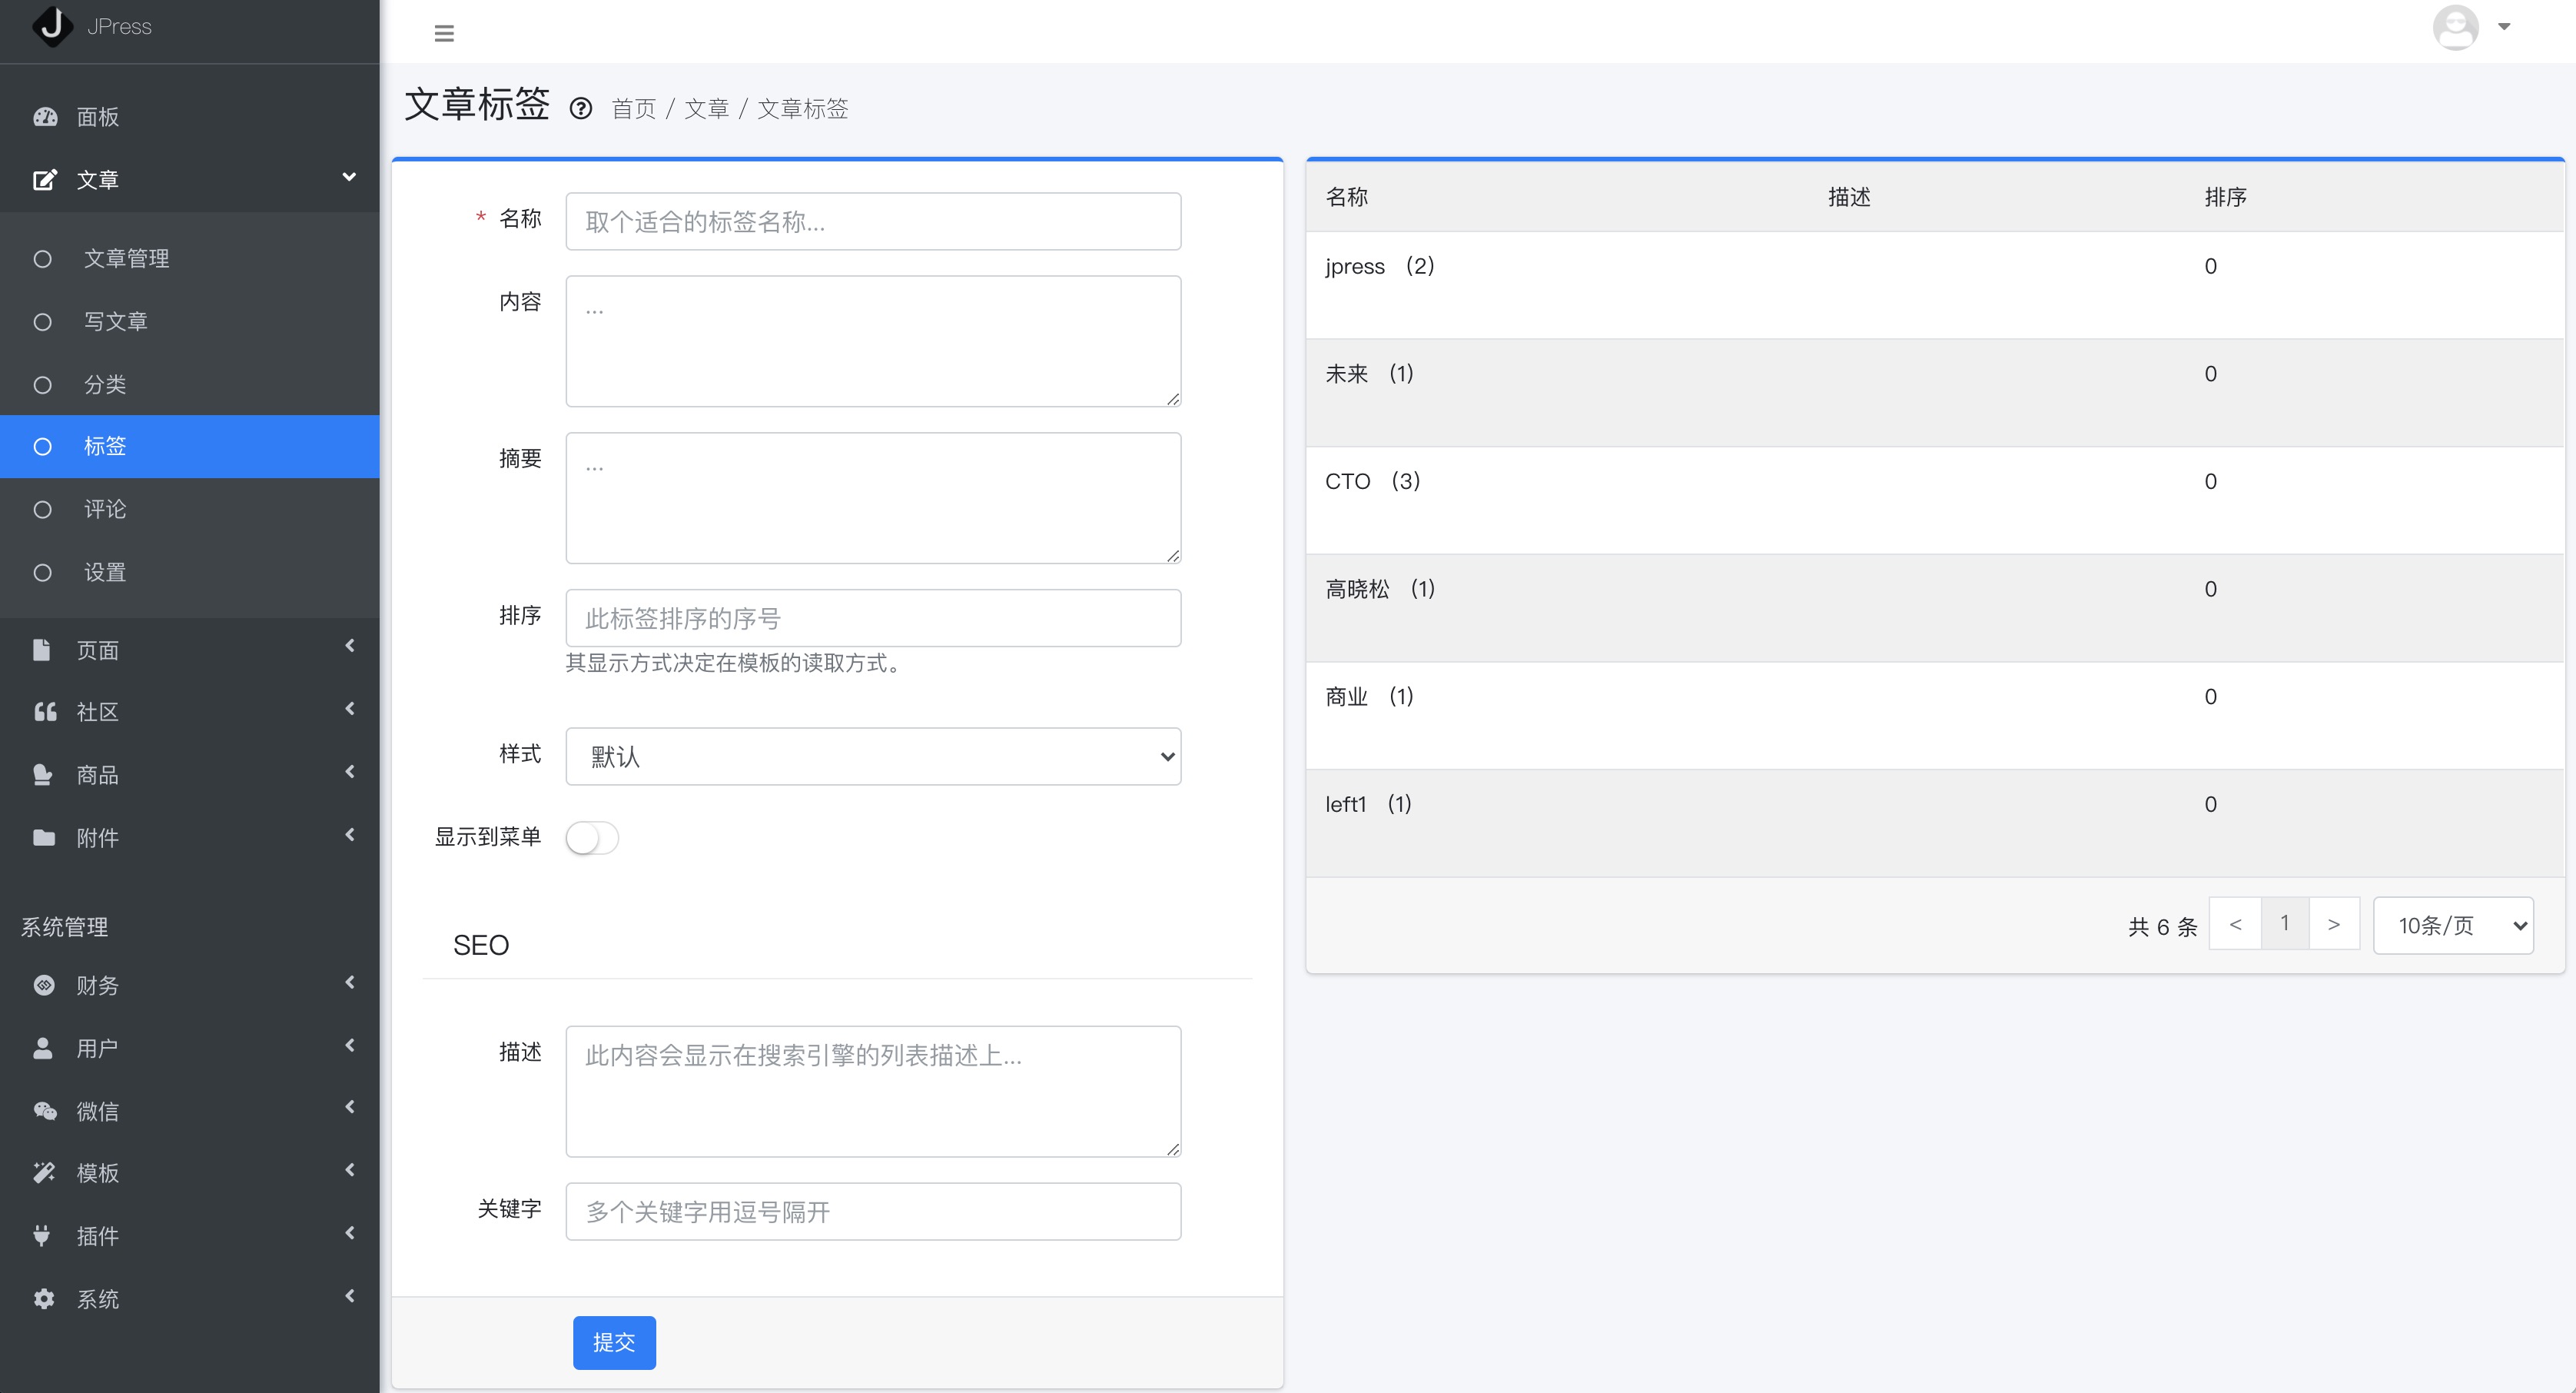 JPress
面板
文章
文章管理
写文章
分类
标签
评论
设置
页面
社区
商品
附件
系统管理
财务
用户
微信
模板
插件
系统
文章标签 首页 / 文章 / 文章标签
* 名称 取个适合的标签名称...
内容 ...
摘要 ...
排序 此标签排序的序号
其显示方式决定在模板的读取方式。
样式 默认
显示到菜单
SEO
描述 此内容会显示在搜索引擎的列表描述上...
关键字 多个关键字用逗号隔开
提交
名称 描述 排序
jpress （2） 0
未来 （1） 0
CTO （3） 0
高晓松 （1） 0
商业 （1） 0
left1 （1） 0
共 6 条 < 1 > 10条/页